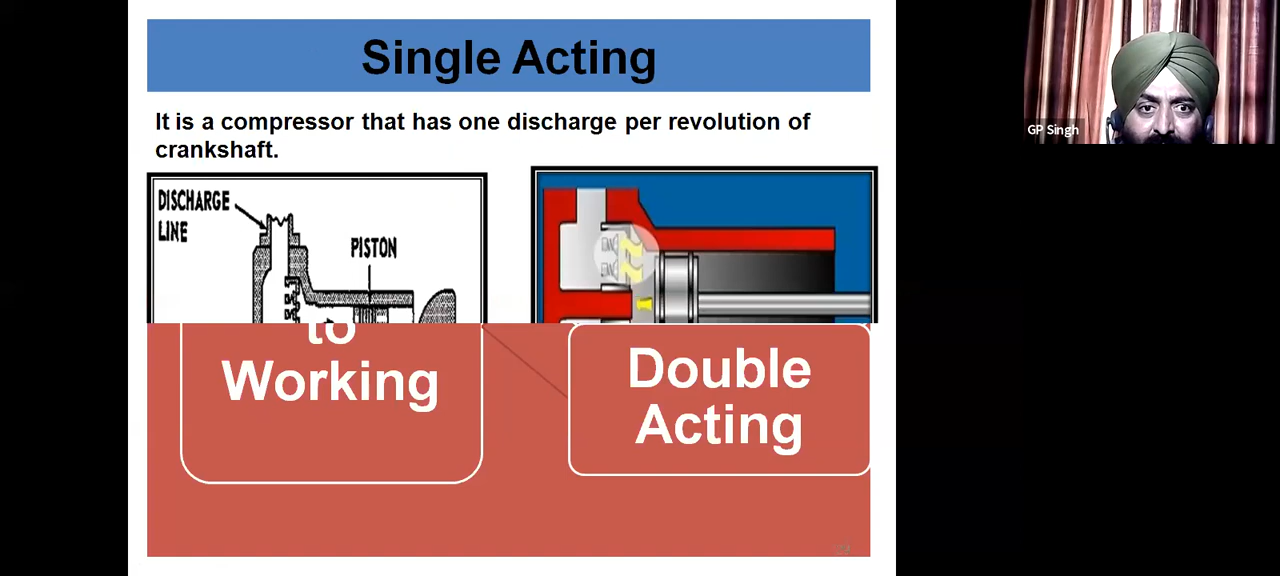 Single Acting
It is a compressor that has one discharge per revolution of
crankshaft.
GP Singh
DISCHARGE
LINE
PISTON
to
Working
Double
Acting